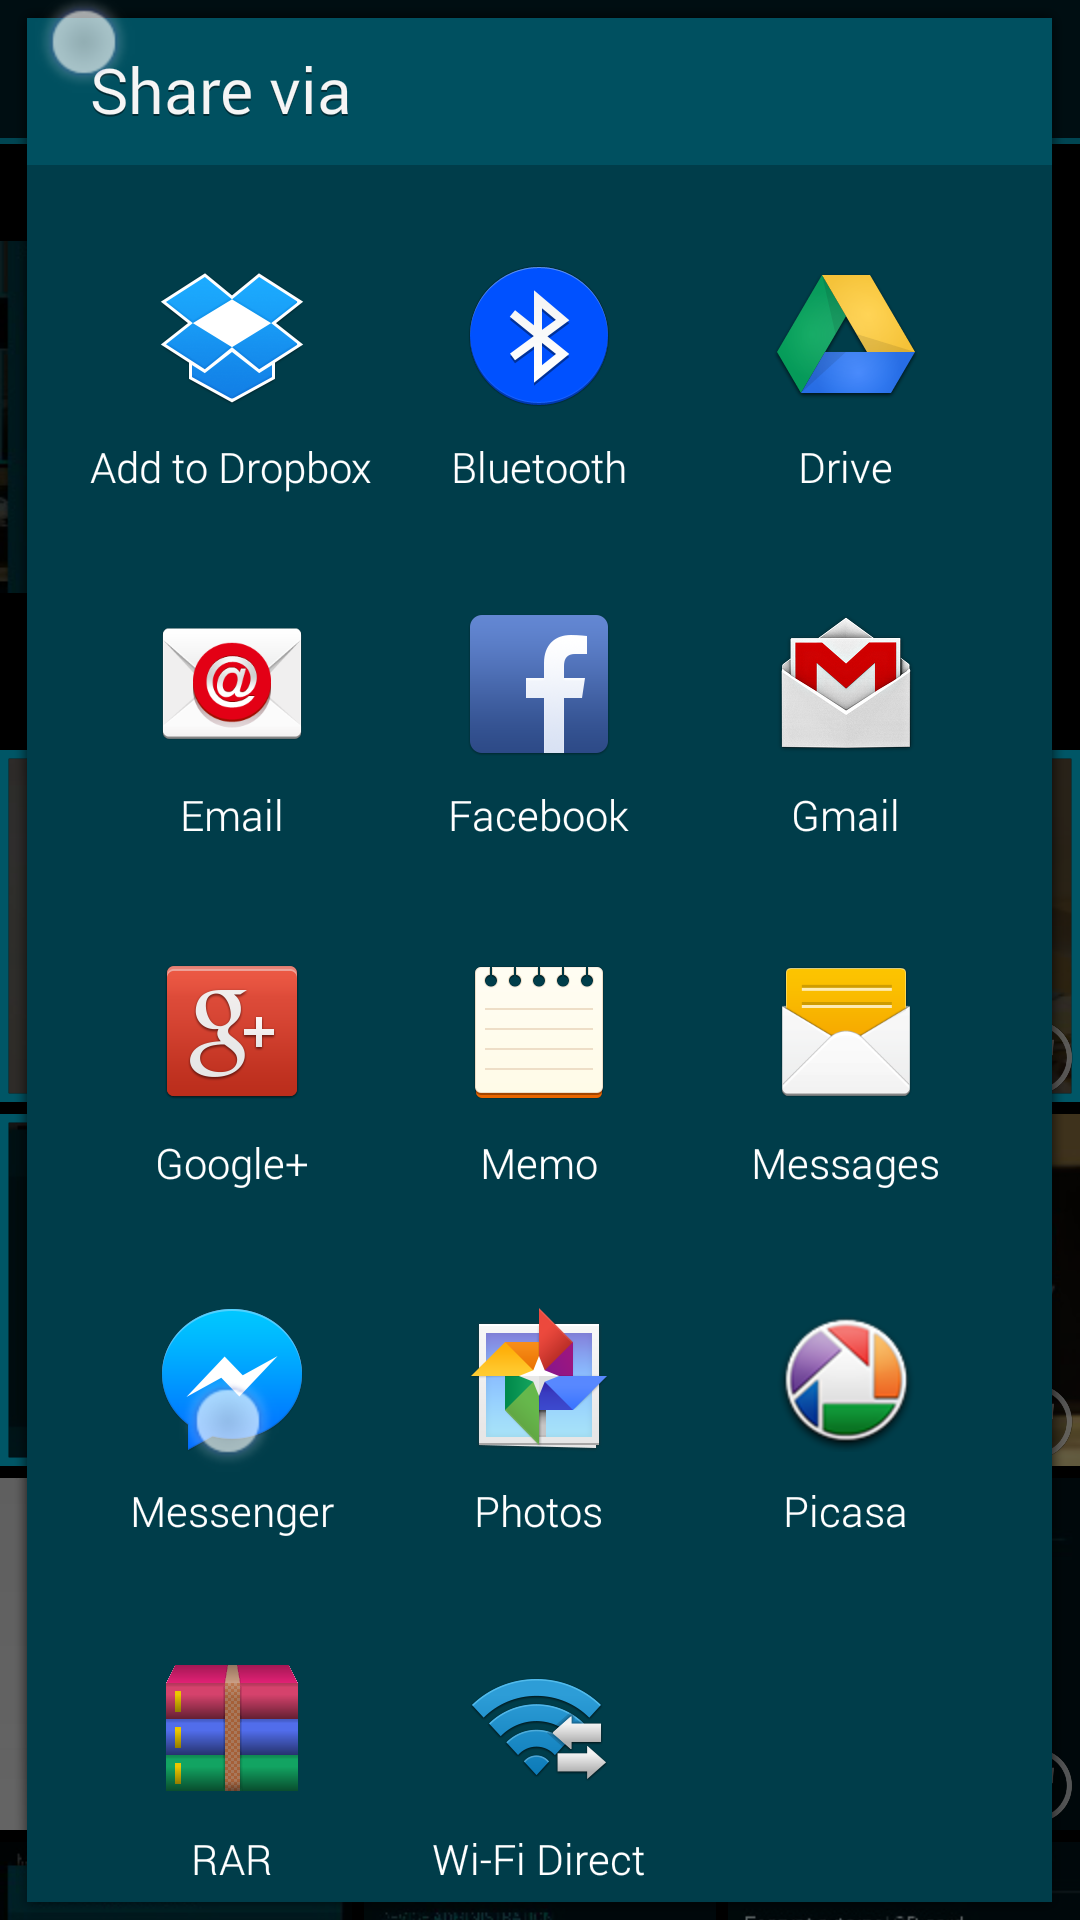 Share via
Add to Dropbox
Bluetooth
Drive
Email
Facebook
Gmail
Google+
Memo
Messages
Messenger
Photos
Picasa
RAR
Wi-Fi Direct